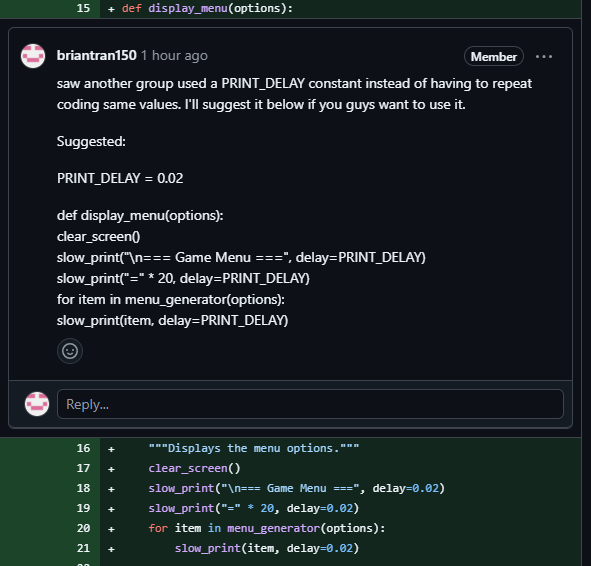 15 + def display_menu(options):
briantran150 1 hour ago Member ...
saw another group used a PRINT_DELAY constant instead of having to repeat
coding same values. I'll suggest it below if you guys want to use it.
Suggested:
PRINT_DELAY = 0.02
def display_menu(options):
clear_screen()
slow_print("\n=== Game Menu ===", delay=PRINT_DELAY)
slow_print("=" * 20, delay=PRINT_DELAY)
for item in menu_generator(options):
slow_print(item, delay=PRINT_DELAY)
Reply...
16 +     """Displays the menu options."""
17 +     clear_screen()
18 +     slow_print("\n=== Game Menu ===", delay=0.02)
19 +     slow_print("=" * 20, delay=0.02)
20 +     for item in menu_generator(options):
21 +         slow_print(item, delay=0.02)